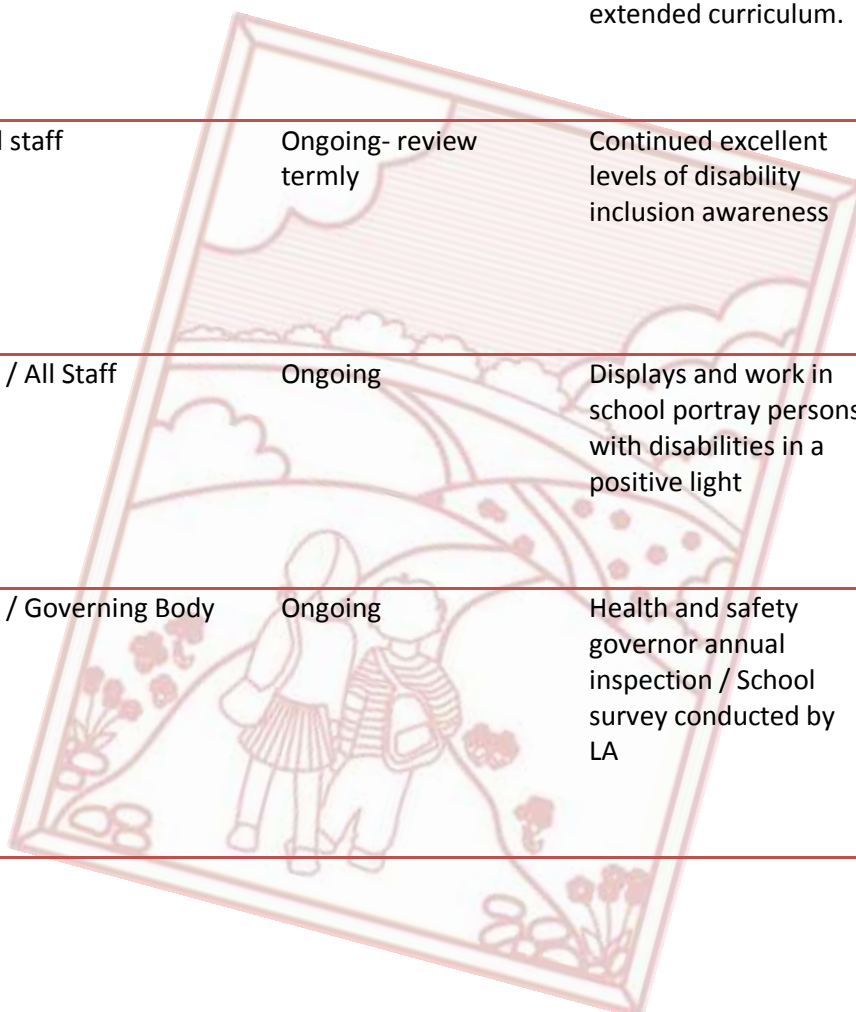 extended curriculum.
staff
Ongoing- review
termly
Continued excellent
levels of disability
inclusion awareness
/ All Staff
Ongoing
Displays and work in
school portray persons
with disabilities in a
positive light
/ Governing Body
Ongoing
Health and safety
governor annual
inspection / School
survey conducted by
LA